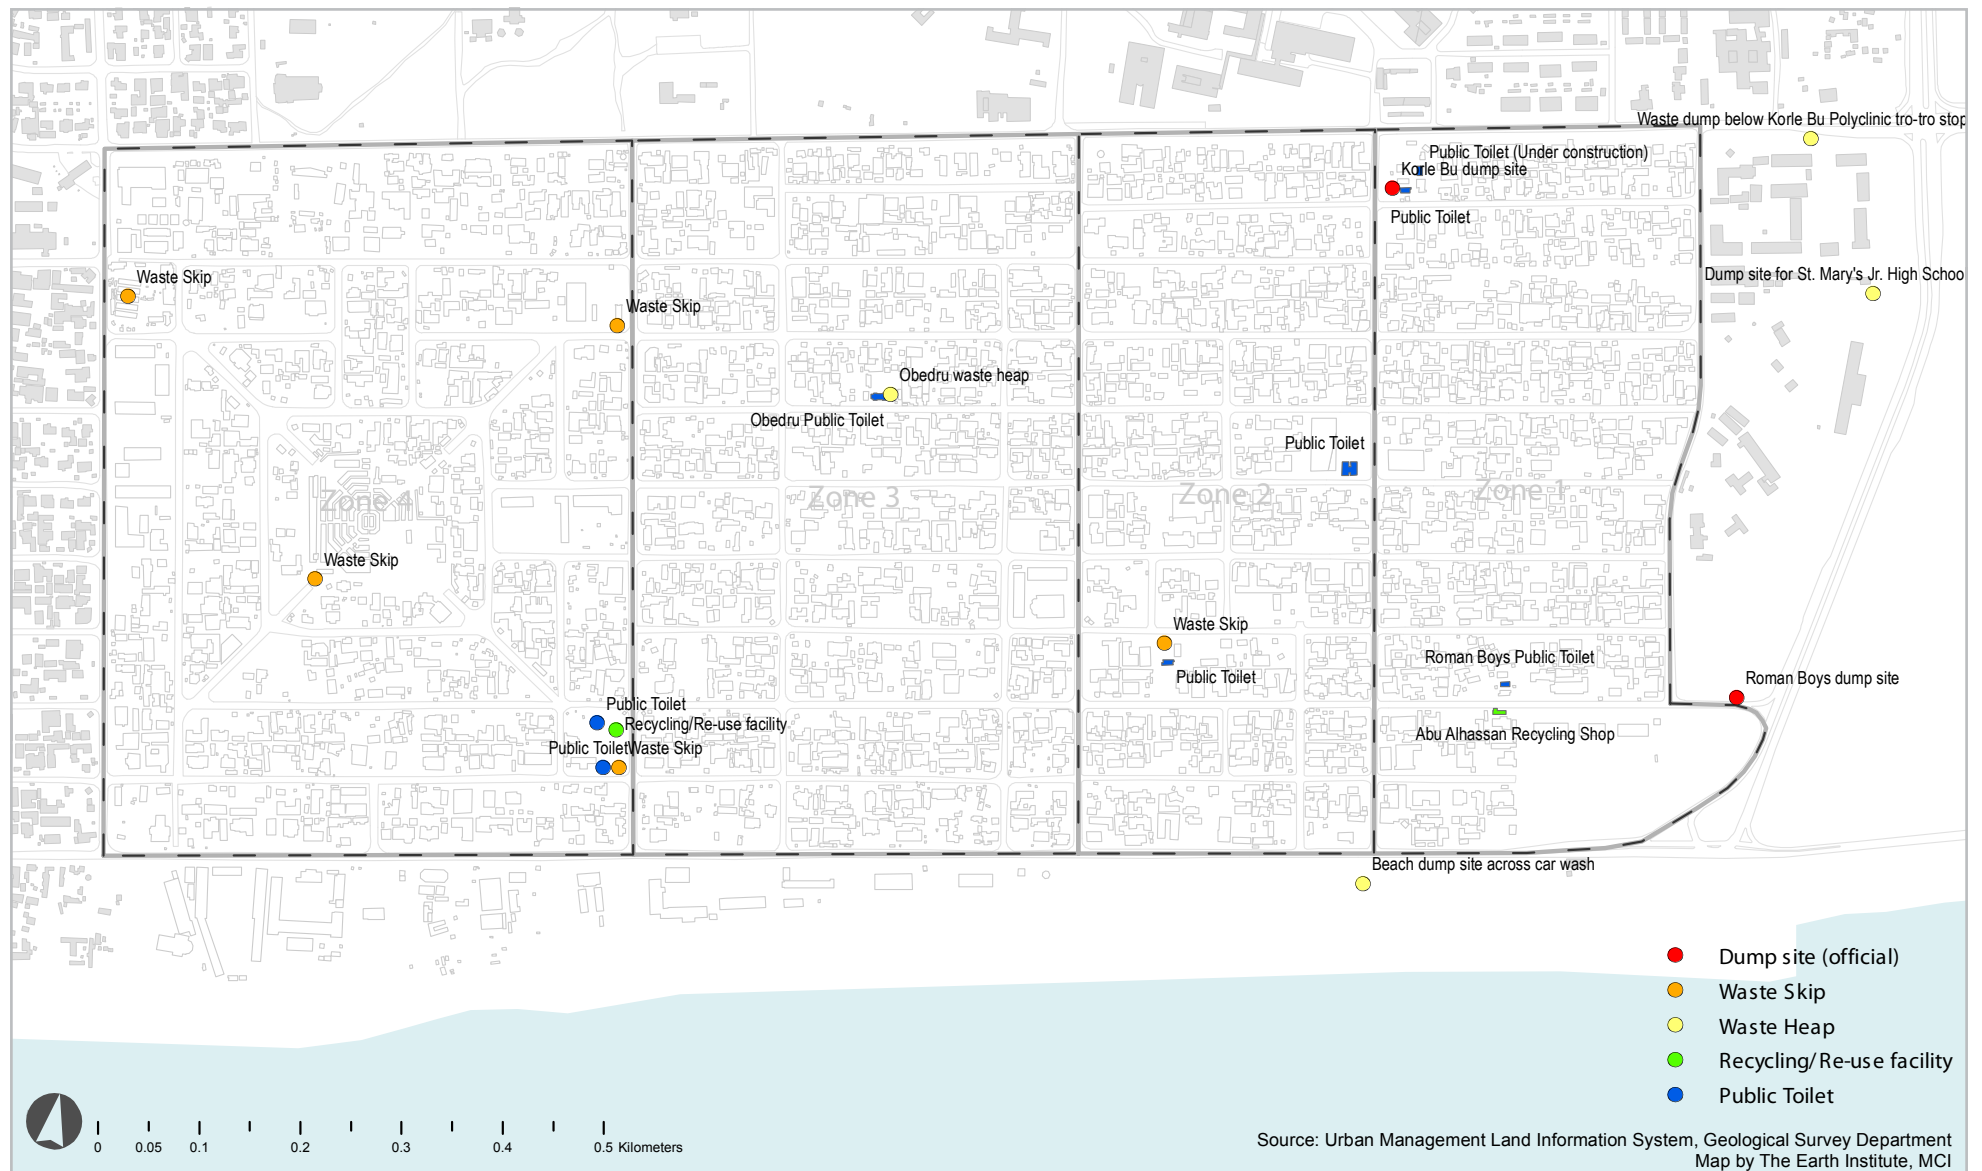 Waste dump below Korle Bu Polyclinic tro-tro stop
Public Toilet (Under construction)
Korle Bu dump site
Public Toilet
Dump site for St. Mary's Jr. High Schoo
Waste Skip
Waste Skip
Obedru waste heap
Obedru Public Toilet
Public Toilet
Zone 4
Zone 3
Zone 2
Zone 1
Waste Skip
Waste Skip
Public Toilet
Roman Boys Public Toilet
Roman Boys dump site
Public Toilet
Recycling/Re-use facility
Abu Alhassan Recycling Shop
Public Toilet
Waste Skip
Beach dump site across car wash
Dump site (official)
Waste Skip
Waste Heap
Recycling/Re-use facility
Public Toilet
0 0.05 0.1 0.2 0.3 0.4 0.5 Kilometers
Source: Urban Management Land Information System, Geological Survey Department
Map by The Earth Institute, MCI